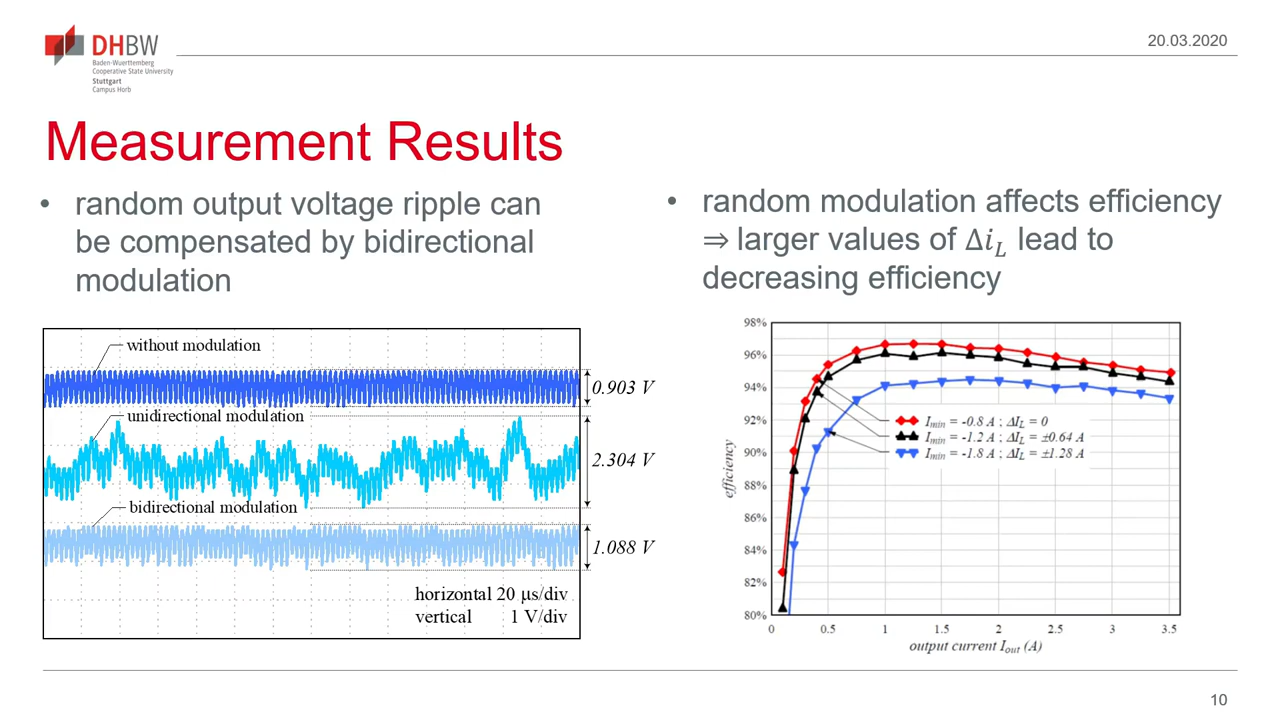 DHBW
Baden-Wuerttemberg
Cooperative State University
Stuttgart
Campus Horb
20.03.2020
Measurement Results
• random output voltage ripple can
be compensated by bidirectional
modulation
without modulation
0.903 V
unidirectional modulation
2.304 V
bidirectional modulation
1.088 V
horizontal 20 µs/div
vertical 1 V/div
• random modulation affects efficiency
⇒ larger values of Δi_L lead to
decreasing efficiency
98%
96%
94%
92%
90%
88%
86%
84%
82%
80%
efficiency
I_min = -0.8 A ; ΔI_L = 0
I_min = -1.2 A ; ΔI_L = ±0.64 A
I_min = -1.8 A ; ΔI_L = ±1.28 A
0 0.5 1 1.5 2 2.5 3 3.5
output current I_out (A)
10